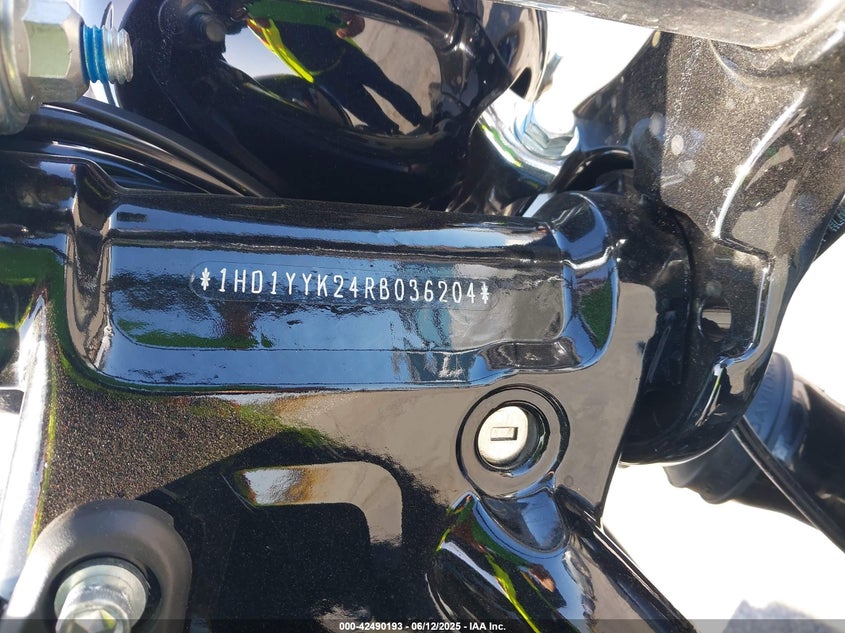 *1HD1YYK24RB036204*
000-42490193 - 06/12/2025 - IAA Inc.